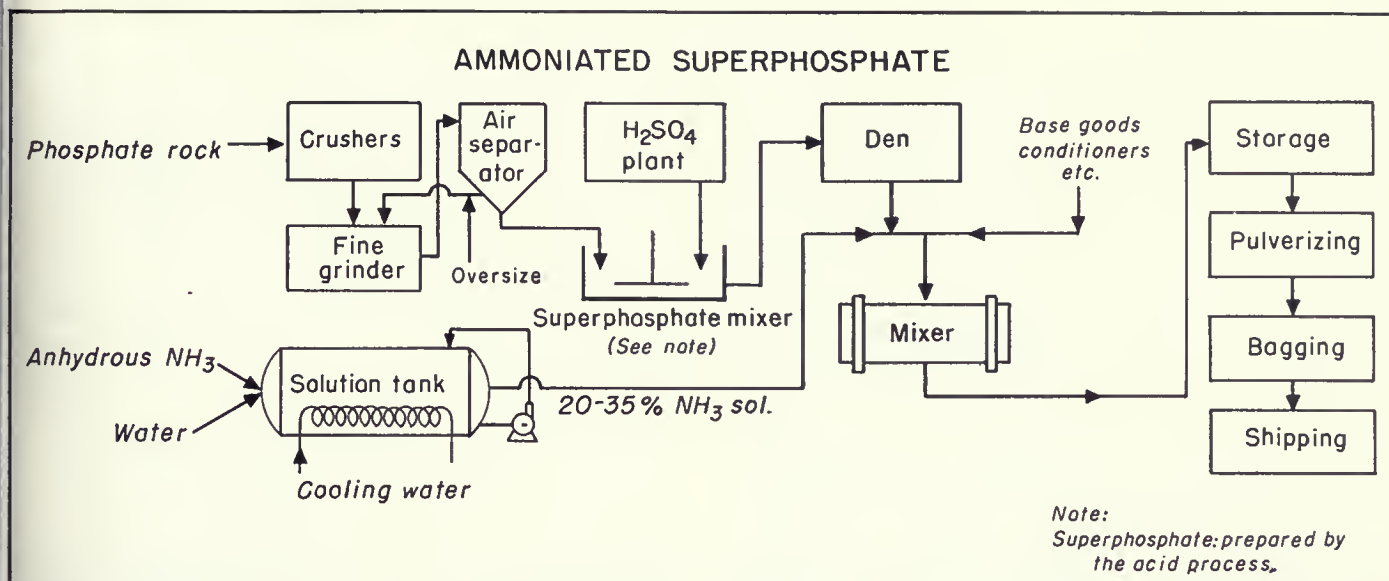 AMMONIATED SUPERPHOSPHATE
Phosphate rock
Crushers
Air
separ-
ator
H₂SO₄
plant
Den
Base goods
conditioners
etc.
Storage
Fine
grinder
Oversize
Pulverizing
Superphosphate mixer
(See note)
Mixer
Anhydrous NH₃
Solution tank
Water
20-35% NH₃ sol.
Cooling water
Bagging
Shipping
Note:
Superphosphate: prepared by
the acid process.